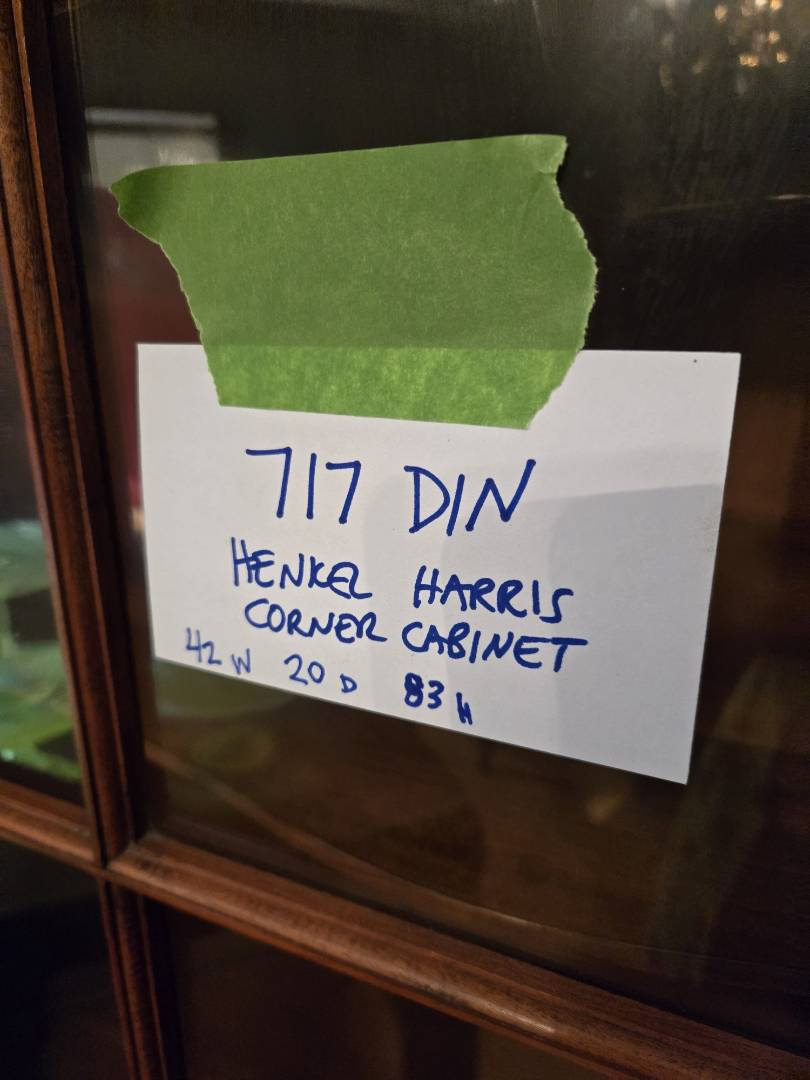 717 DIN
HENKEL HARRIS
CORNER CABINET
42 W 20 D 83 H